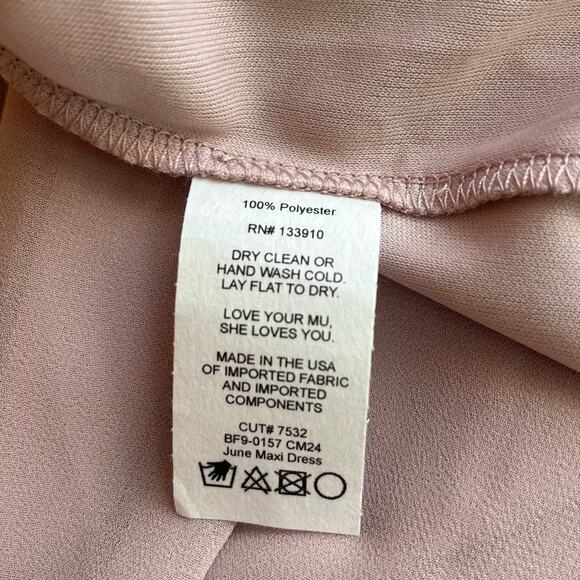 100% Polyester
RN# 133910
DRY CLEAN OR
HAND WASH COLD.
LAY FLAT TO DRY.
LOVE YOUR MU,
SHE LOVES YOU.
MADE IN THE USA
OF IMPORTED FABRIC
AND IMPORTED
COMPONENTS
CUT# 7532
BF9-0157 CM24
June Maxi Dress